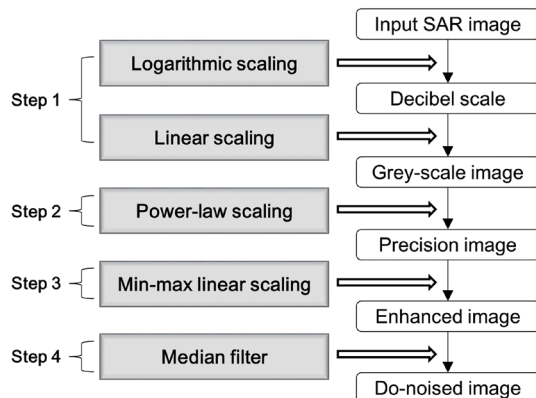 Input SAR image
Logarithmic scaling
Step 1
Decibel scale
Linear scaling
Grey-scale image
Step 2
Power-law scaling
Precision image
Step 3
Min-max linear scaling
Enhanced image
Step 4
Median filter
Do-noised image